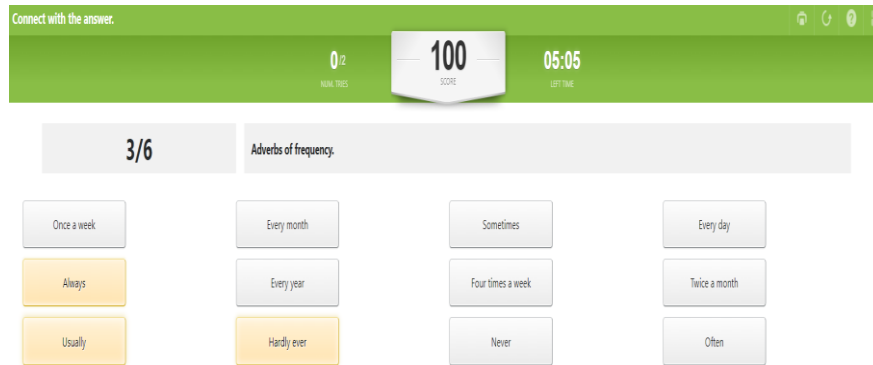 Connect with the answer.
?
0/2
NUM. TRIES
100
SCORE
05:05
LEFT TIME
3/6
Adverbs of frequency.
Once a week
Every month
Sometimes
Every day
Always
Every year
Four times a week
Twice a month
Usually
Hardly ever
Never
Often